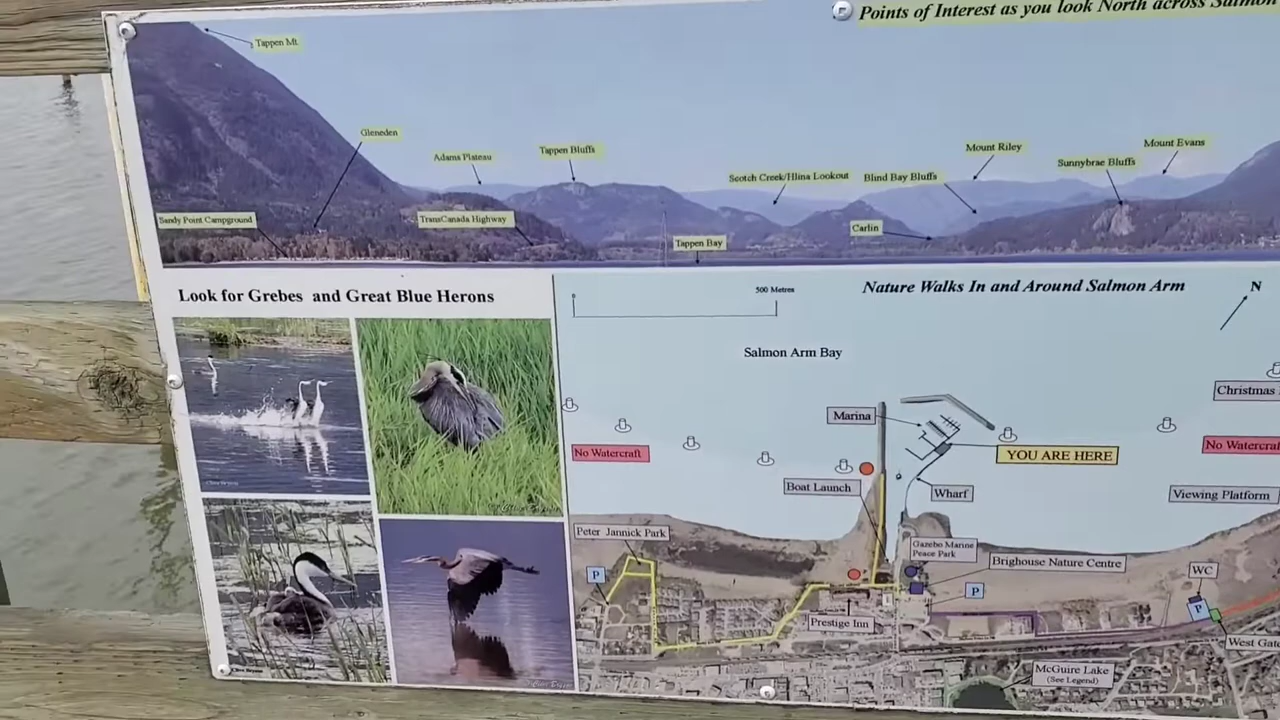 Points of Interest as you look North across Salmon
Tappen Mt.
Gleneden
Adams Plateau
Tappen Bluffs
Scotch Creek/Hlina Lookout
Blind Bay Bluffs
Mount Riley
Sunnybrae Bluffs
Mount Evans
Sandy Point Campground
TransCanada Highway
Tappen Bay
Carlin
Look for Grebes and Great Blue Herons
500 Metres
Nature Walks In and Around Salmon Arm
N
Salmon Arm Bay
Christmas
Marina
No Watercraft
YOU ARE HERE
No Watercraf
Boat Launch
Wharf
Viewing Platform
Peter Jannick Park
Gazebo Marine
Peace Park
Brighouse Nature Centre
P
P
WC
P
Prestige Inn
West Gate
McGuire Lake
(See Legend)